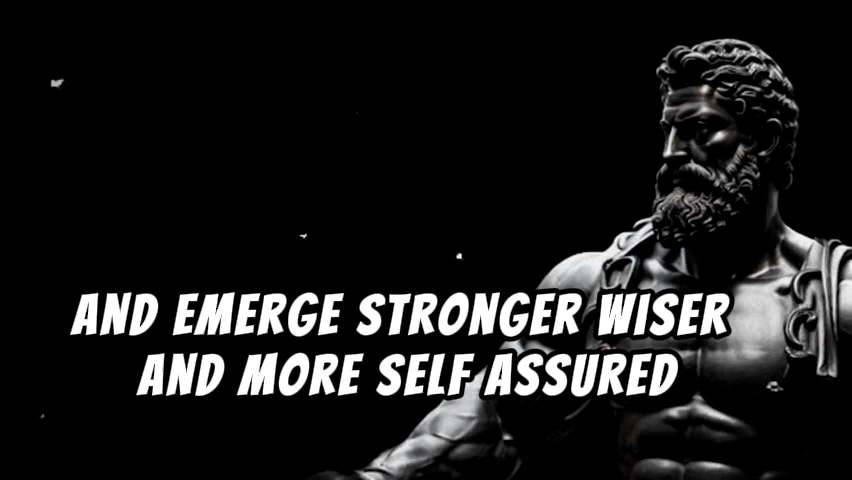 AND EMERGE STRONGER WISER
AND MORE SELF ASSURED